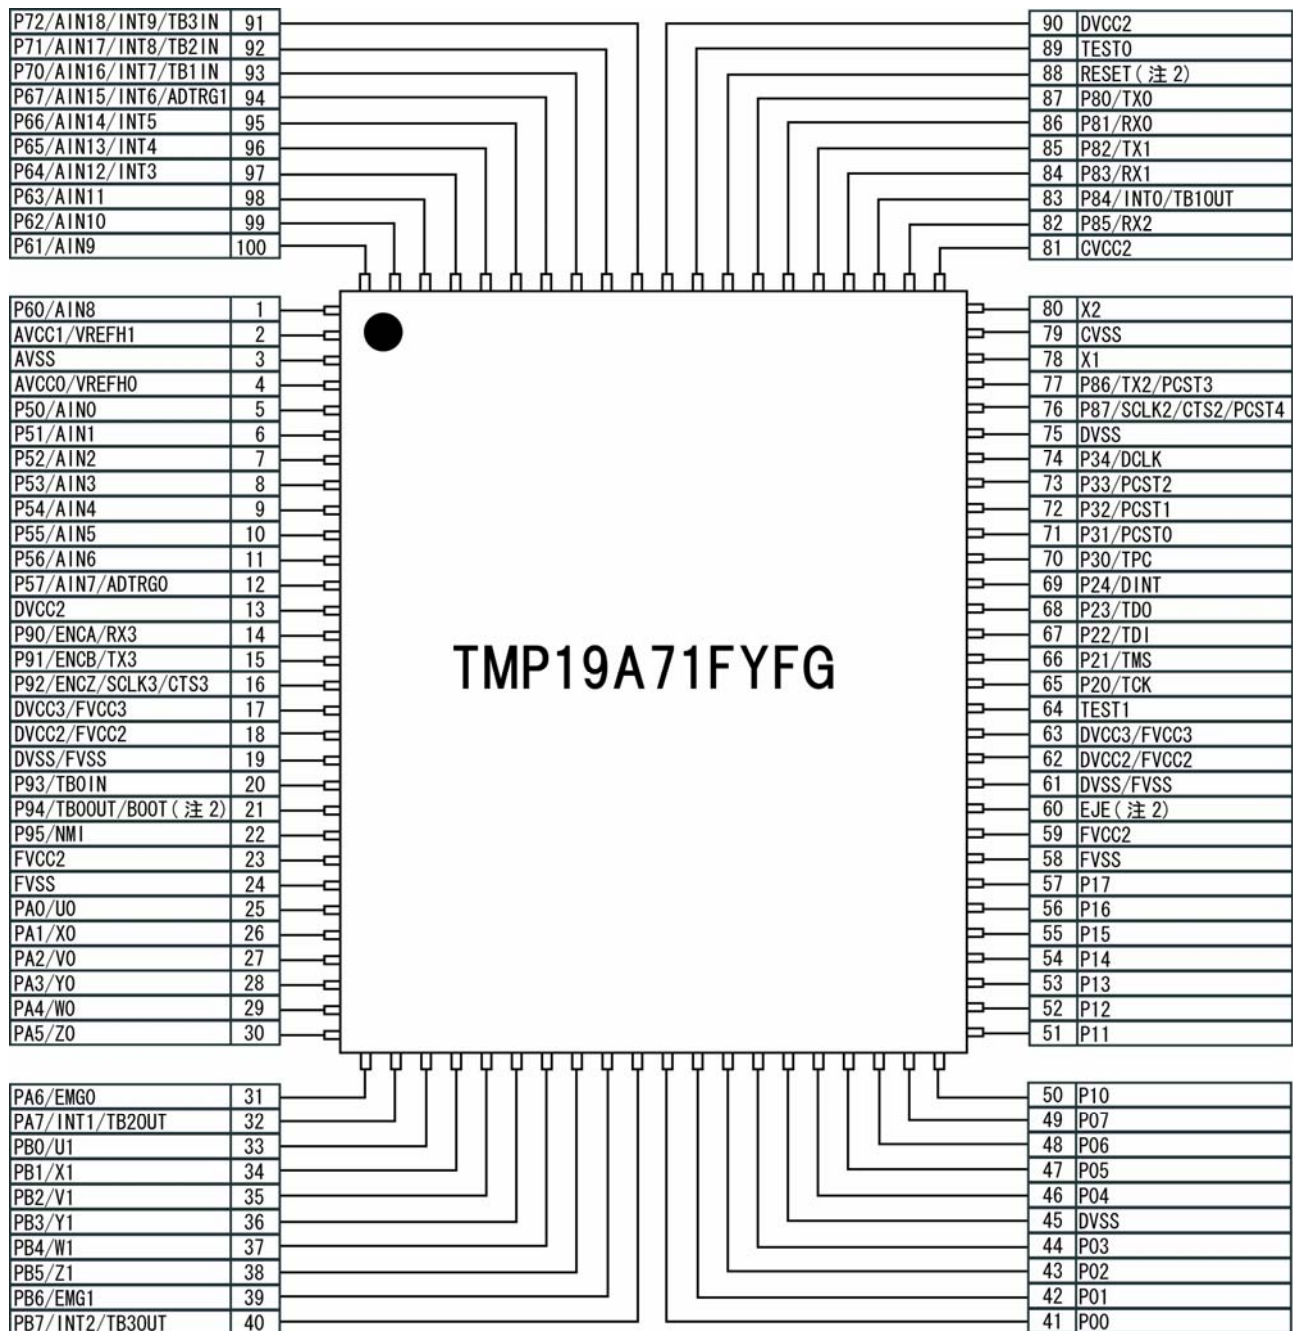 P72/AIN18/INT9/TB3IN 91
P71/AIN17/INT8/TB2IN 92
P70/AIN16/INT7/TB1IN 93
P67/AIN15/INT6/ADTRG1 94
P66/AIN14/INT5 95
P65/AIN13/INT4 96
P64/AIN12/INT3 97
P63/AIN11 98
P62/AIN10 99
P61/AIN9 100
90 DVCC2
89 TEST0
88 RESET(注2)
87 P80/TX0
86 P81/RX0
85 P82/TX1
84 P83/RX1
83 P84/INT0/TB1OUT
82 P85/RX2
81 CVCC2
P60/AIN8 1
AVCC1/VREFH1 2
AVSS 3
AVCC0/VREFH0 4
P50/AIN0 5
P51/AIN1 6
P52/AIN2 7
P53/AIN3 8
P54/AIN4 9
P55/AIN5 10
P56/AIN6 11
P57/AIN7/ADTRG0 12
DVCC2 13
P90/ENCA/RX3 14
P91/ENCB/TX3 15
P92/ENCZ/SCLK3/CTS3 16
DVCC3/FVCC3 17
DVCC2/FVCC2 18
DVSS/FVSS 19
P93/TB0IN 20
P94/TB0OUT/BOOT(注2) 21
P95/NMI 22
FVCC2 23
FVSS 24
PA0/U0 25
PA1/X0 26
PA2/V0 27
PA3/Y0 28
PA4/W0 29
PA5/Z0 30
TMP19A71FYFG
80 X2
79 CVSS
78 X1
77 P86/TX2/PCST3
76 P87/SCLK2/CTS2/PCST4
75 DVSS
74 P34/DCLK
73 P33/PCST2
72 P32/PCST1
71 P31/PCST0
70 P30/TPC
69 P24/DINT
68 P23/TDO
67 P22/TDI
66 P21/TMS
65 P20/TCK
64 TEST1
63 DVCC3/FVCC3
62 DVCC2/FVCC2
61 DVSS/FVSS
60 EJE(注2)
59 FVCC2
58 FVSS
57 P17
56 P16
55 P15
54 P14
53 P13
52 P12
51 P11
PA6/EMG0 31
PA7/INT1/TB2OUT 32
PB0/U1 33
PB1/X1 34
PB2/V1 35
PB3/Y1 36
PB4/W1 37
PB5/Z1 38
PB6/EMG1 39
PB7/INT2/TB3OUT 40
50 P10
49 P07
48 P06
47 P05
46 P04
45 DVSS
44 P03
43 P02
42 P01
41 P00